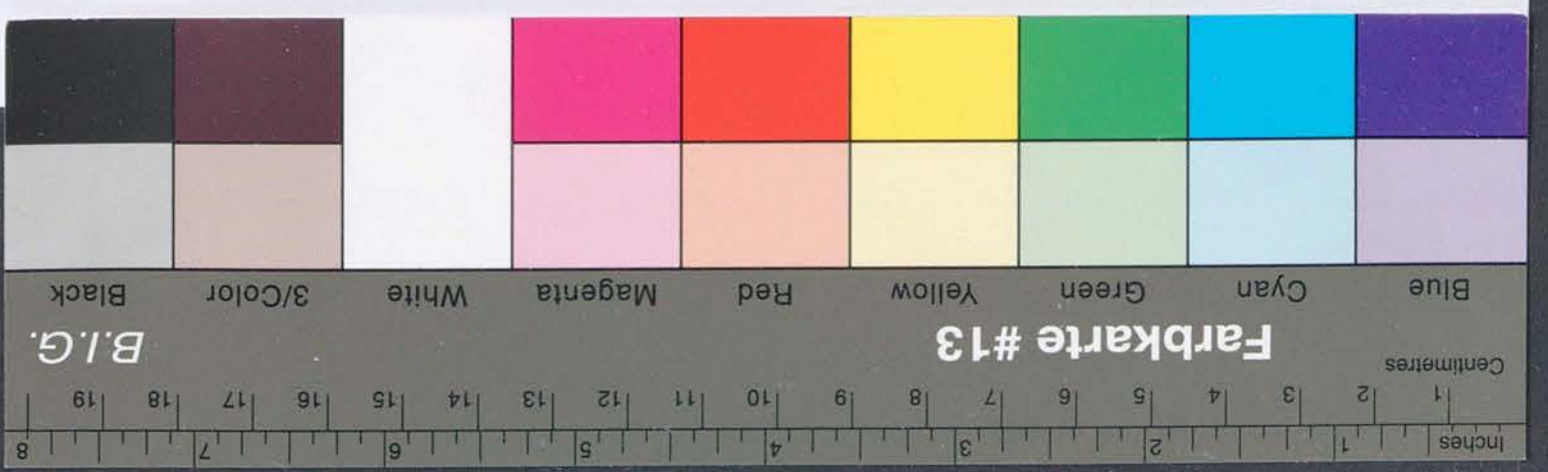 Inches 1 2 3 4 5 6 7 8
Centimetres 1 2 3 4 5 6 7 8 9 10 11 12 13 14 15 16 17 18 19
Farbkarte #13 B.I.G.
Blue Cyan Green Yellow Red Magenta White 3/Color Black